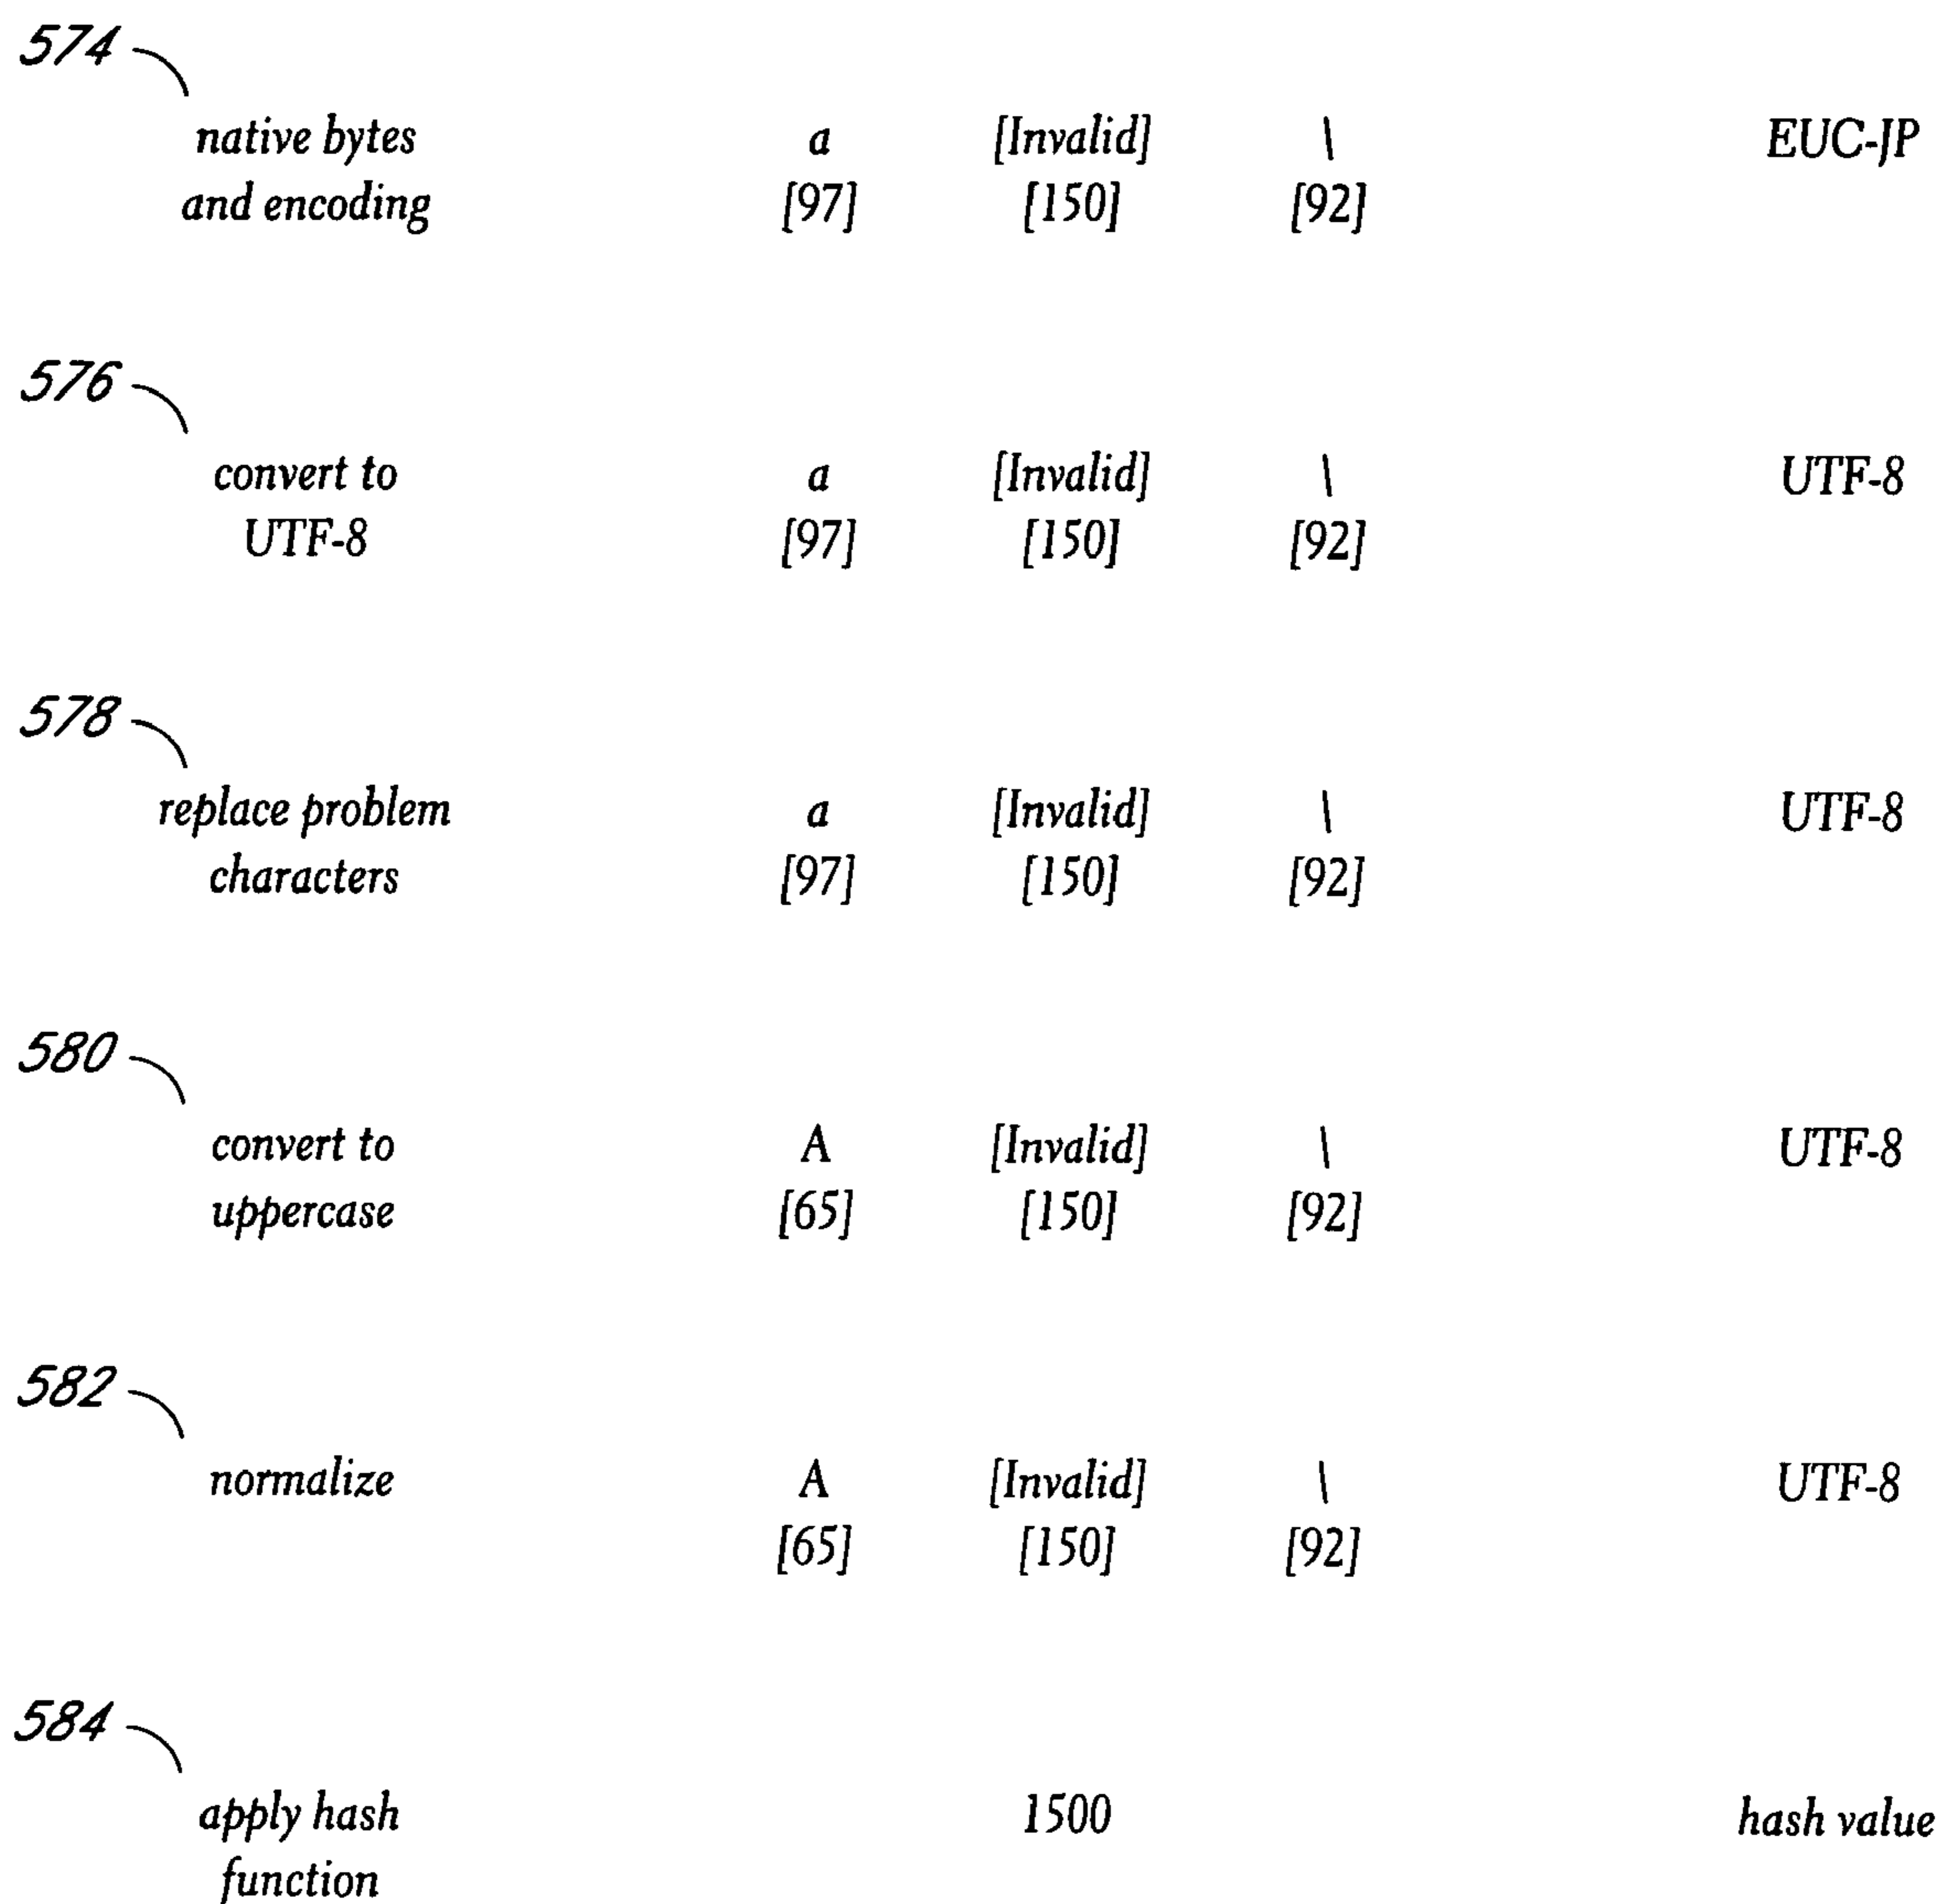 574
native bytes a [Invalid] \ EUC-JP
and encoding [97] [150] [92]
576
convert to a [Invalid] \ UTF-8
UTF-8 [97] [150] [92]
578
replace problem a [Invalid] \ UTF-8
characters [97] [150] [92]
580
convert to A [Invalid] \ UTF-8
uppercase [65] [150] [92]
582
normalize A [Invalid] \ UTF-8
[65] [150] [92]
584
apply hash 1500 hash value
function